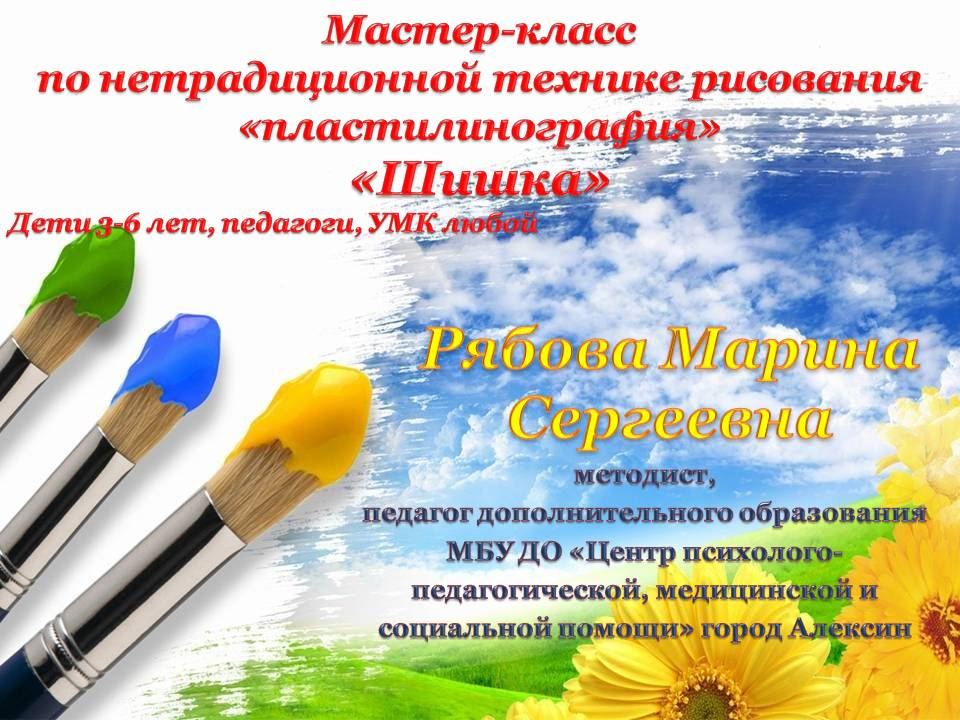 Мастер-класс
по нетрадиционной технике рисования
«пластилинография»
«Шишка»
Дети 3-6 лет, педагоги, УМК любой
Рябова Марина
Сергеевна
методист,
педагог дополнительного образования
МБУ ДО «Центр психолого-
педагогической, медицинской и
социальной помощи» город Алексин